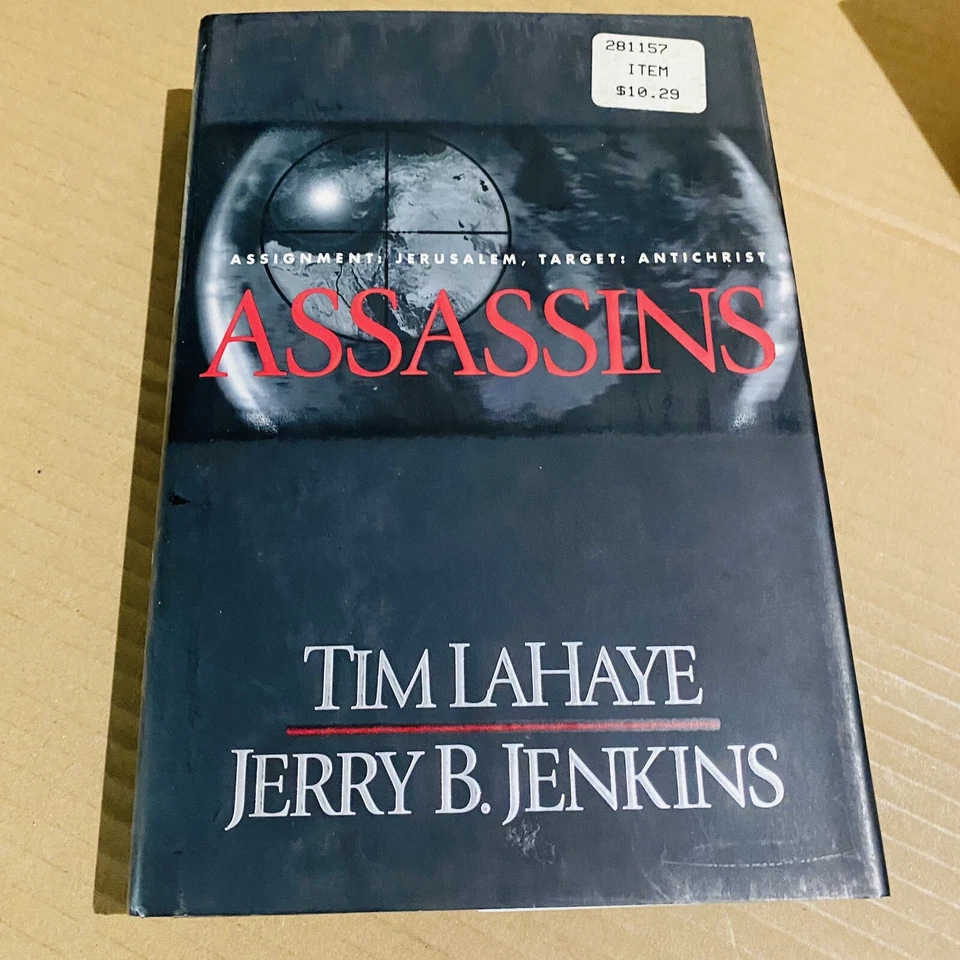 281157
ITEM
$10.29
ASSIGNMENT: JERUSALEM, TARGET: ANTICHRIST
ASSASSINS
TIM LAHAYE
JERRY B. JENKINS